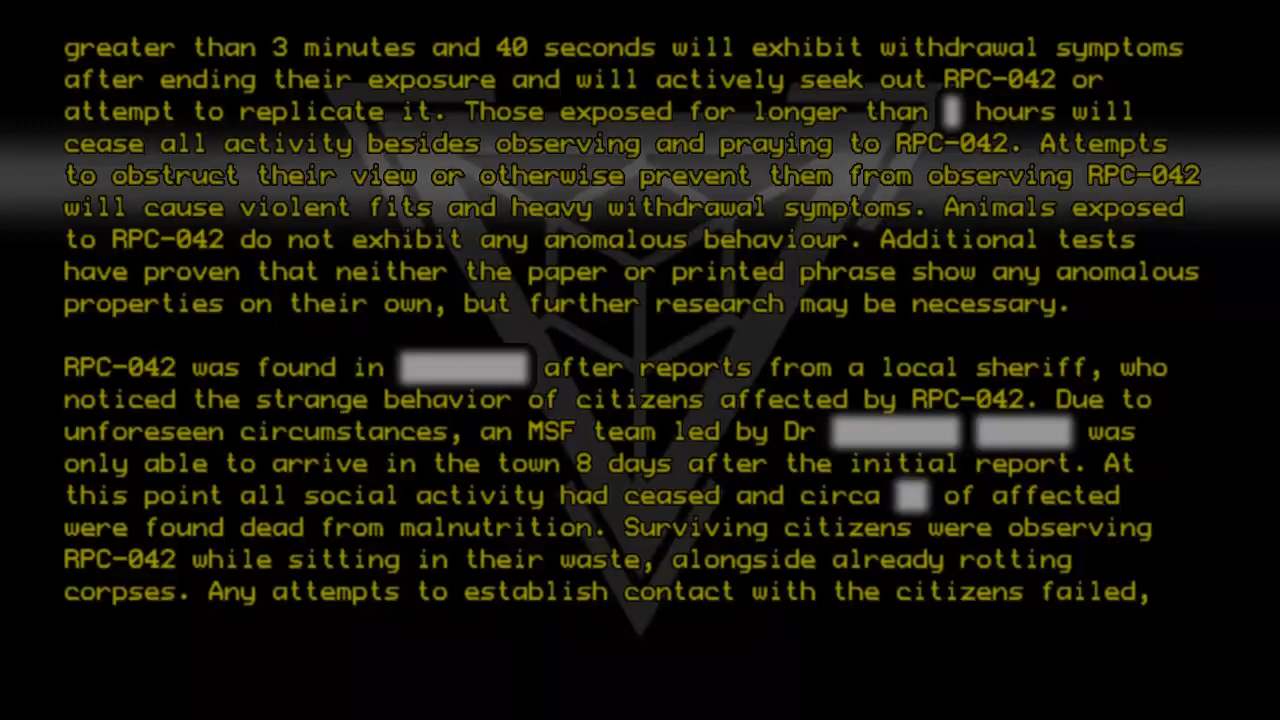 greater than 3 minutes and 40 seconds will exhibit withdrawal symptoms
after ending their exposure and will actively seek out RPC-042 or
attempt to replicate it. Those exposed for longer than hours will
cease all activity besides observing and praying to RPC-042. Attempts
to obstruct their view or otherwise prevent them from observing RPC-042
will cause violent fits and heavy withdrawal symptoms. Animals exposed
to RPC-042 do not exhibit any anomalous behaviour. Additional tests
have proven that neither the paper or printed phrase show any anomalous
properties on their own, but further research may be necessary.
RPC-042 was found in after reports from a local sheriff, who
noticed the strange behavior of citizens affected by RPC-042. Due to
unforeseen circumstances, an MSF team led by Dr was
only able to arrive in the town 8 days after the initial report. At
this point all social activity had ceased and circa of affected
were found dead from malnutrition. Surviving citizens were observing
RPC-042 while sitting in their waste, alongside already rotting
corpses. Any attempts to establish contact with the citizens failed,